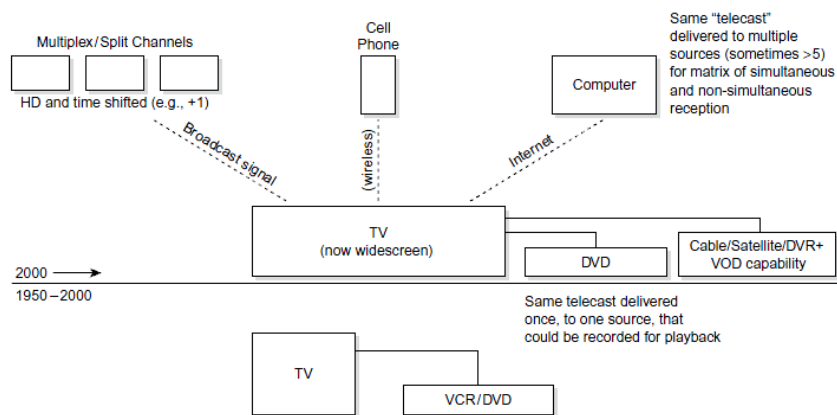 Multiplex/Split Channels
HD and time shifted (e.g., +1)
Cell
Phone
Computer
Same “telecast”
delivered to multiple
sources (sometimes >5)
for matrix of simultaneous
and non-simultaneous
reception
Broadcast signal
(wireless)
Internet
TV
(now widescreen)
DVD
Cable/Satellite/DVR+
VOD capability
2000
1950–2000
Same telecast delivered
once, to one source, that
could be recorded for playback
TV
VCR/DVD